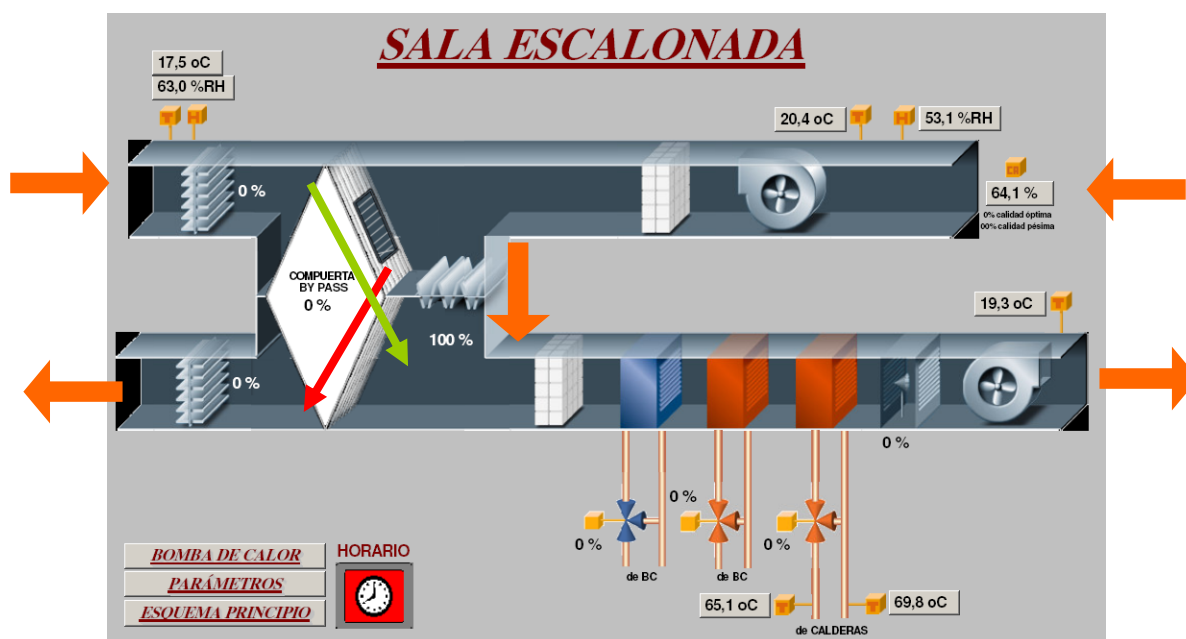 SALA ESCALONADA
17,5 oC
63,0 %RH
T
H
20,4 oC
T
H
53,1 %RH
0 %
64,1 %
0% calidad óptima
00% calidad pésima
COMPUERTA
BY PASS
0 %
100 %
19,3 oC
T
0 %
0 %
0 %
0 %
0 %
de BC
de BC
BOMBA DE CALOR
PARÁMETROS
ESQUEMA PRINCIPIO
HORARIO
65,1 oC
T
T
69,8 oC
de CALDERAS